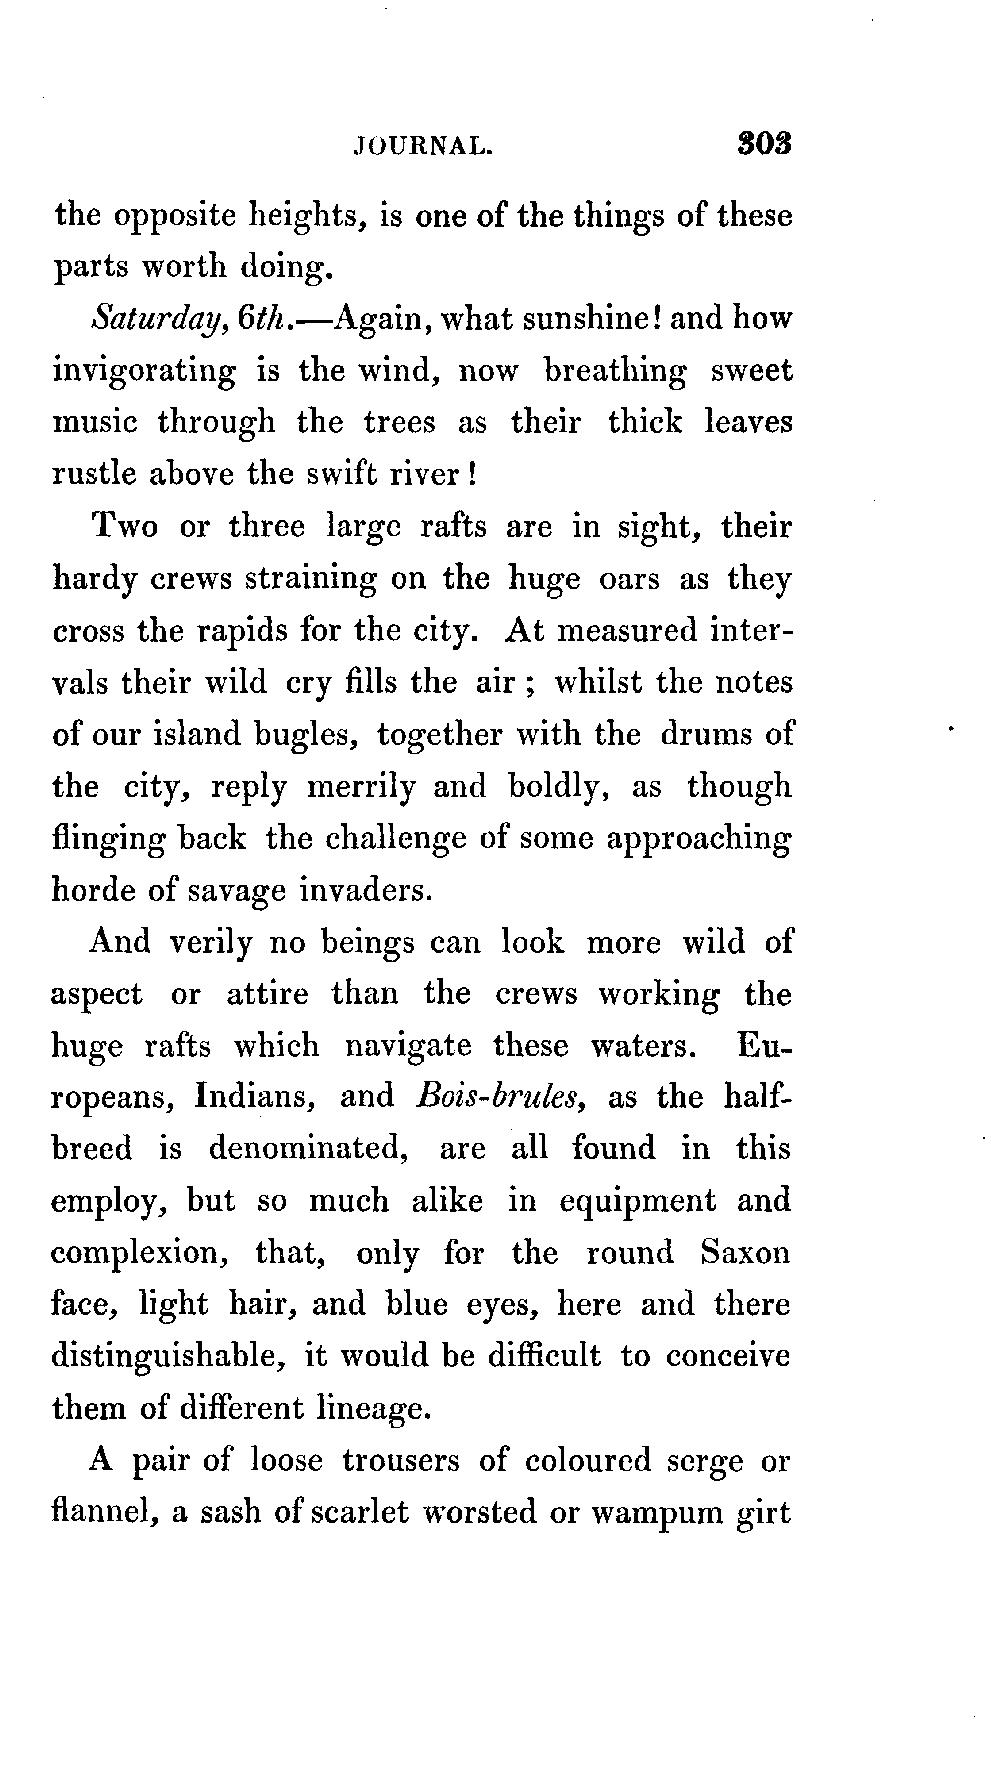 JOURNAL. 303
the opposite heights, is one of the things of these
parts worth doing.
Saturday, 6th.—Again, what sunshine! and how
invigorating is the wind, now breathing sweet
music through the trees as their thick leaves
rustle above the swift river !
Two or three large rafts are in sight, their
hardy crews straining on the huge oars as they
cross the rapids for the city. At measured inter-
vals their wild cry fills the air ; whilst the notes
of our island bugles, together with the drums of
the city, reply merrily and boldly, as though
flinging back the challenge of some approaching
horde of savage invaders.
And verily no beings can look more wild of
aspect or attire than the crews working the
huge rafts which navigate these waters. Eu-
ropeans, Indians, and Bois-brules, as the half-
breed is denominated, are all found in this
employ, but so much alike in equipment and
complexion, that, only for the round Saxon
face, light hair, and blue eyes, here and there
distinguishable, it would be difficult to conceive
them of different lineage.
A pair of loose trousers of coloured serge or
flannel, a sash of scarlet worsted or wampum girt